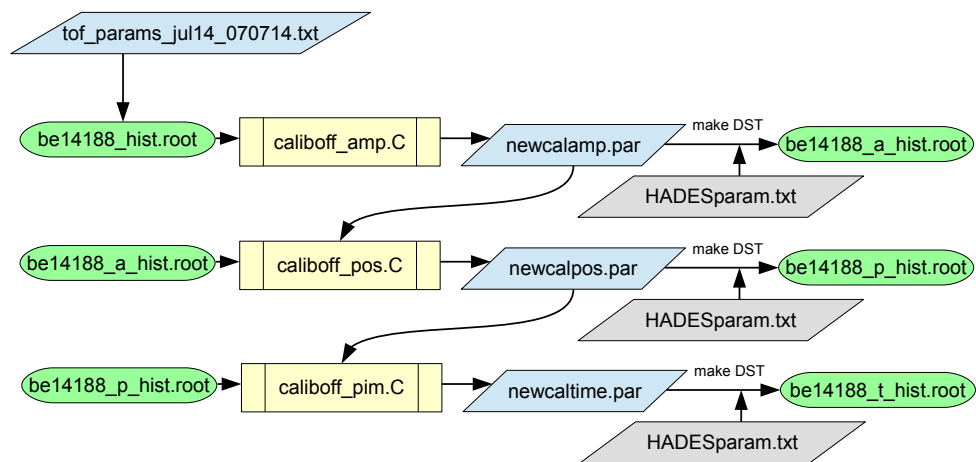 tof_params_jul14_070714.txt
be14188_hist.root
caliboff_amp.C
newcalamp.par
make DST
be14188_a_hist.root
HADESparam.txt
be14188_a_hist.root
caliboff_pos.C
newcalpos.par
make DST
be14188_p_hist.root
HADESparam.txt
be14188_p_hist.root
caliboff_pim.C
newcaltime.par
make DST
be14188_t_hist.root
HADESparam.txt